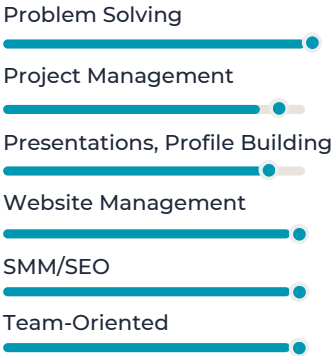 Problem Solving
Project Management
Presentations, Profile Building
Website Management
SMM/SEO
Team-Oriented